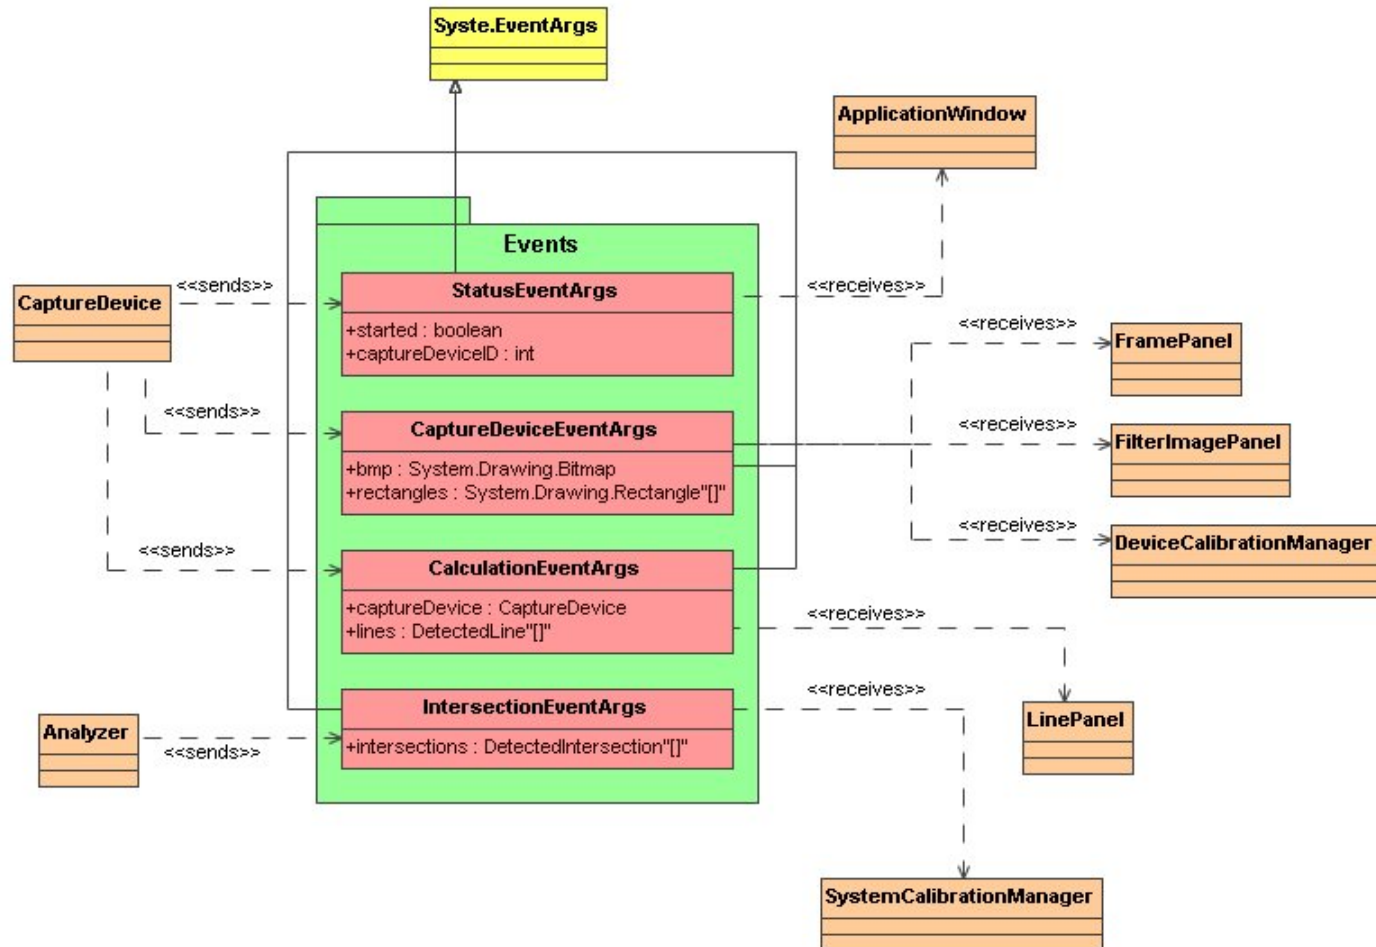 Syste.EventArgs
ApplicationWindow
Events
<<sends>>
StatusEventArgs
<<receives>>
CaptureDevice
+started : boolean
+captureDeviceID : int
<<receives>>
FramePanel
<<sends>>
CaptureDeviceEventArgs
<<receives>>
FilterImagePanel
+bmp : System.Drawing.Bitmap
+rectangles : System.Drawing.Rectangle"[]"
<<receives>>
DeviceCalibrationManager
<<sends>>
CalculationEventArgs
+captureDevice : CaptureDevice
+lines : DetectedLine"[]"
<<receives>>
IntersectionEventArgs
<<receives>>
LinePanel
Analyzer
<<sends>>
+intersections : DetectedIntersection"[]"
SystemCalibrationManager